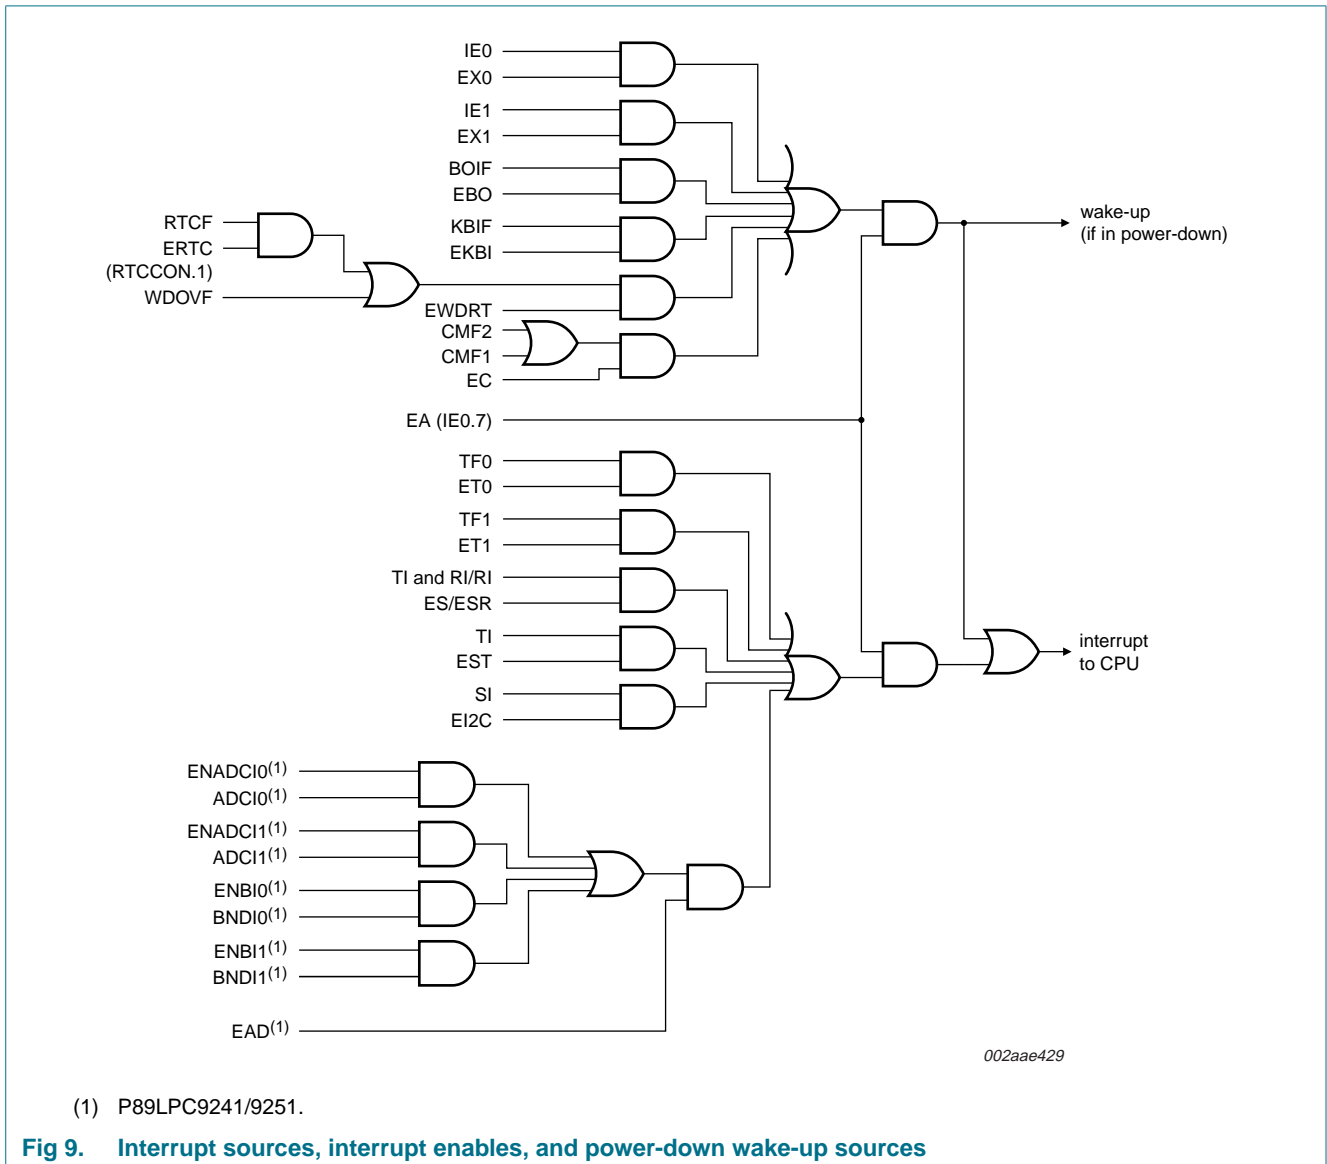 IE0
EX0
IE1
EX1
BOIF
EBO
KBIF
EKBI
RTCF
ERTC
(RTCCON.1)
WDOVF
EWDRT
CMF2
CMF1
EC
wake-up
(if in power-down)
EA (IE0.7)
TF0
ET0
TF1
ET1
TI and RI/RI
ES/ESR
TI
EST
SI
EI2C
interrupt
to CPU
ENADCI0(1)
ADCI0(1)
ENADCI1(1)
ADCI1(1)
ENBI0(1)
BNDI0(1)
ENBI1(1)
BNDI1(1)
EAD(1)
002aae429
(1) P89LPC9241/9251.
Fig 9. Interrupt sources, interrupt enables, and power-down wake-up sources